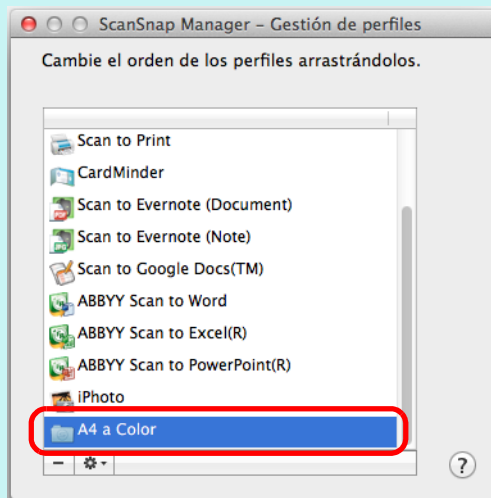 ScanSnap Manager – Gestión de perfiles
Cambie el orden de los perfiles arrastrándolos.
Scan to Print
CardMinder
Scan to Evernote (Document)
Scan to Evernote (Note)
Scan to Google Docs(TM)
ABBYY Scan to Word
ABBYY Scan to Excel(R)
ABBYY Scan to PowerPoint(R)
iPhoto
A4 a Color
?